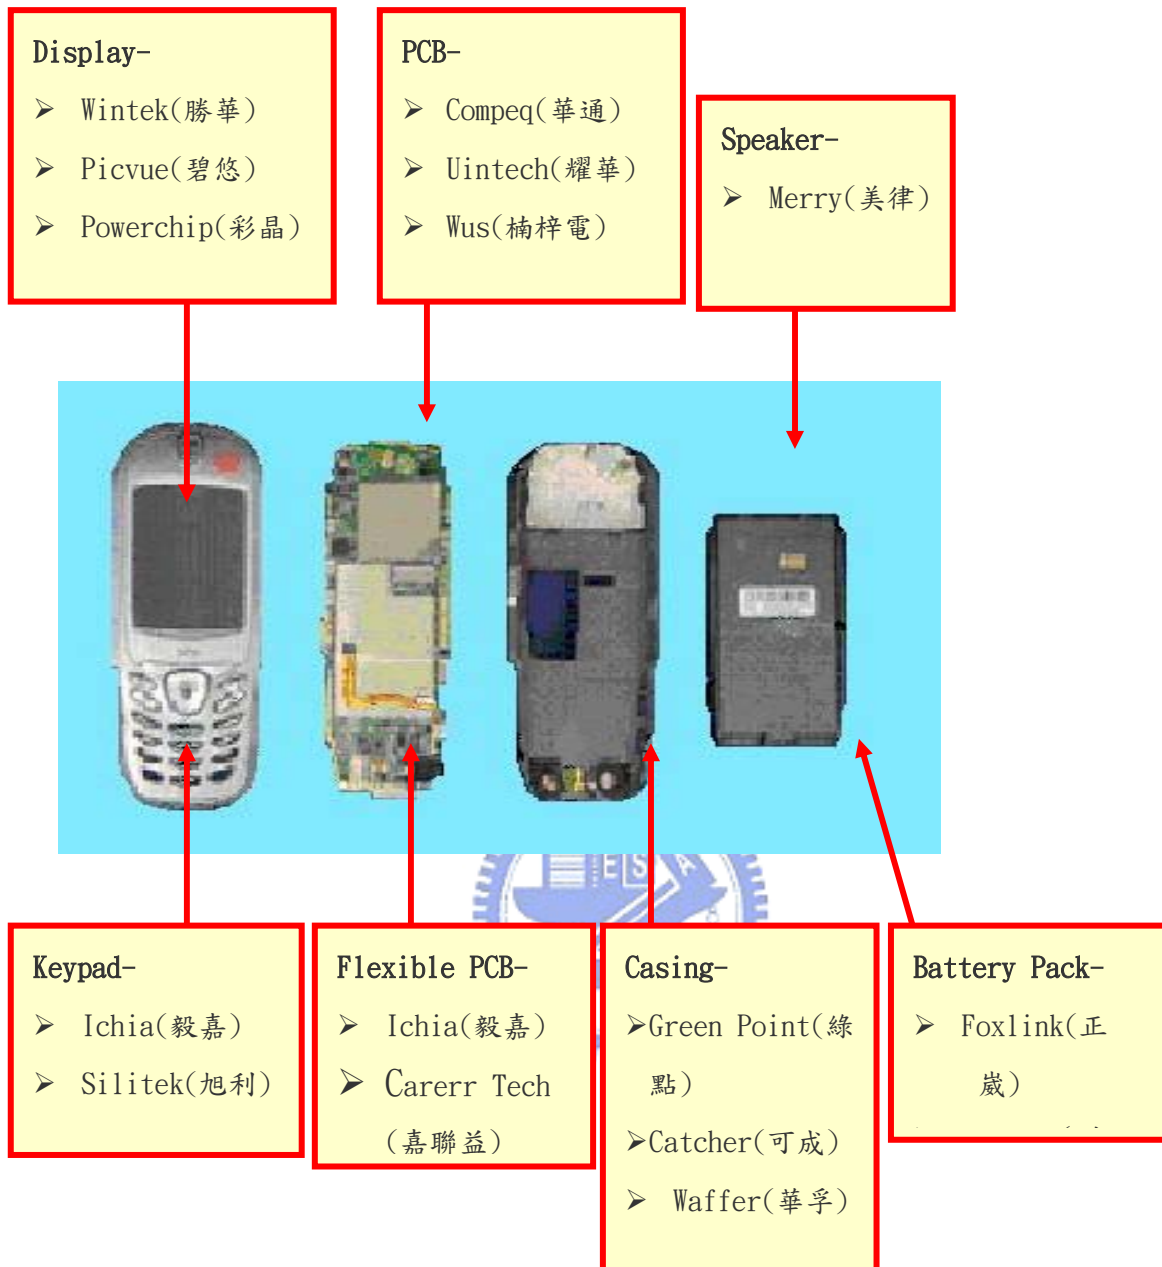 Display-
➢ Wintek(勝華)
➢ Picvue(碧悠)
➢ Powerchip(彩晶)
PCB-
➢ Compeq(華通)
➢ Uintech(耀華)
➢ Wus(楠梓電)
Speaker-
➢ Merry(美律)
Keypad-
➢ Ichia(毅嘉)
➢ Silitek(旭利)
Flexible PCB-
➢ Ichia(毅嘉)
➢ Carerr Tech
(嘉聯益)
Casing-
➢Green Point(綠
點)
➢Catcher(可成)
➢ Waffer(華孚)
Battery Pack-
➢ Foxlink(正
崴)
ESA